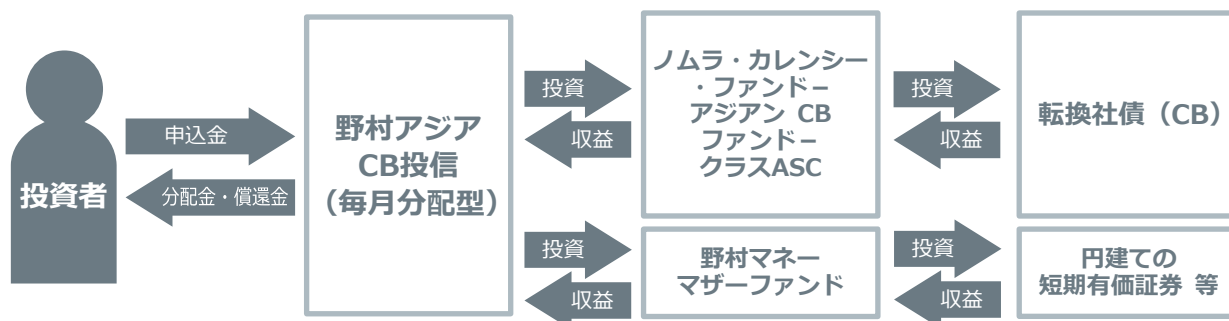 投資者
申込金
分配金・償還金
野村アジア
CB投信
（毎月分配型）
投資
収益
ノムラ・カレンシー
・ファンド－
アジアン CB
ファンド－
クラスASC
投資
収益
転換社債（CB）
投資
収益
野村マネー
マザーファンド
投資
収益
円建ての
短期有価証券 等